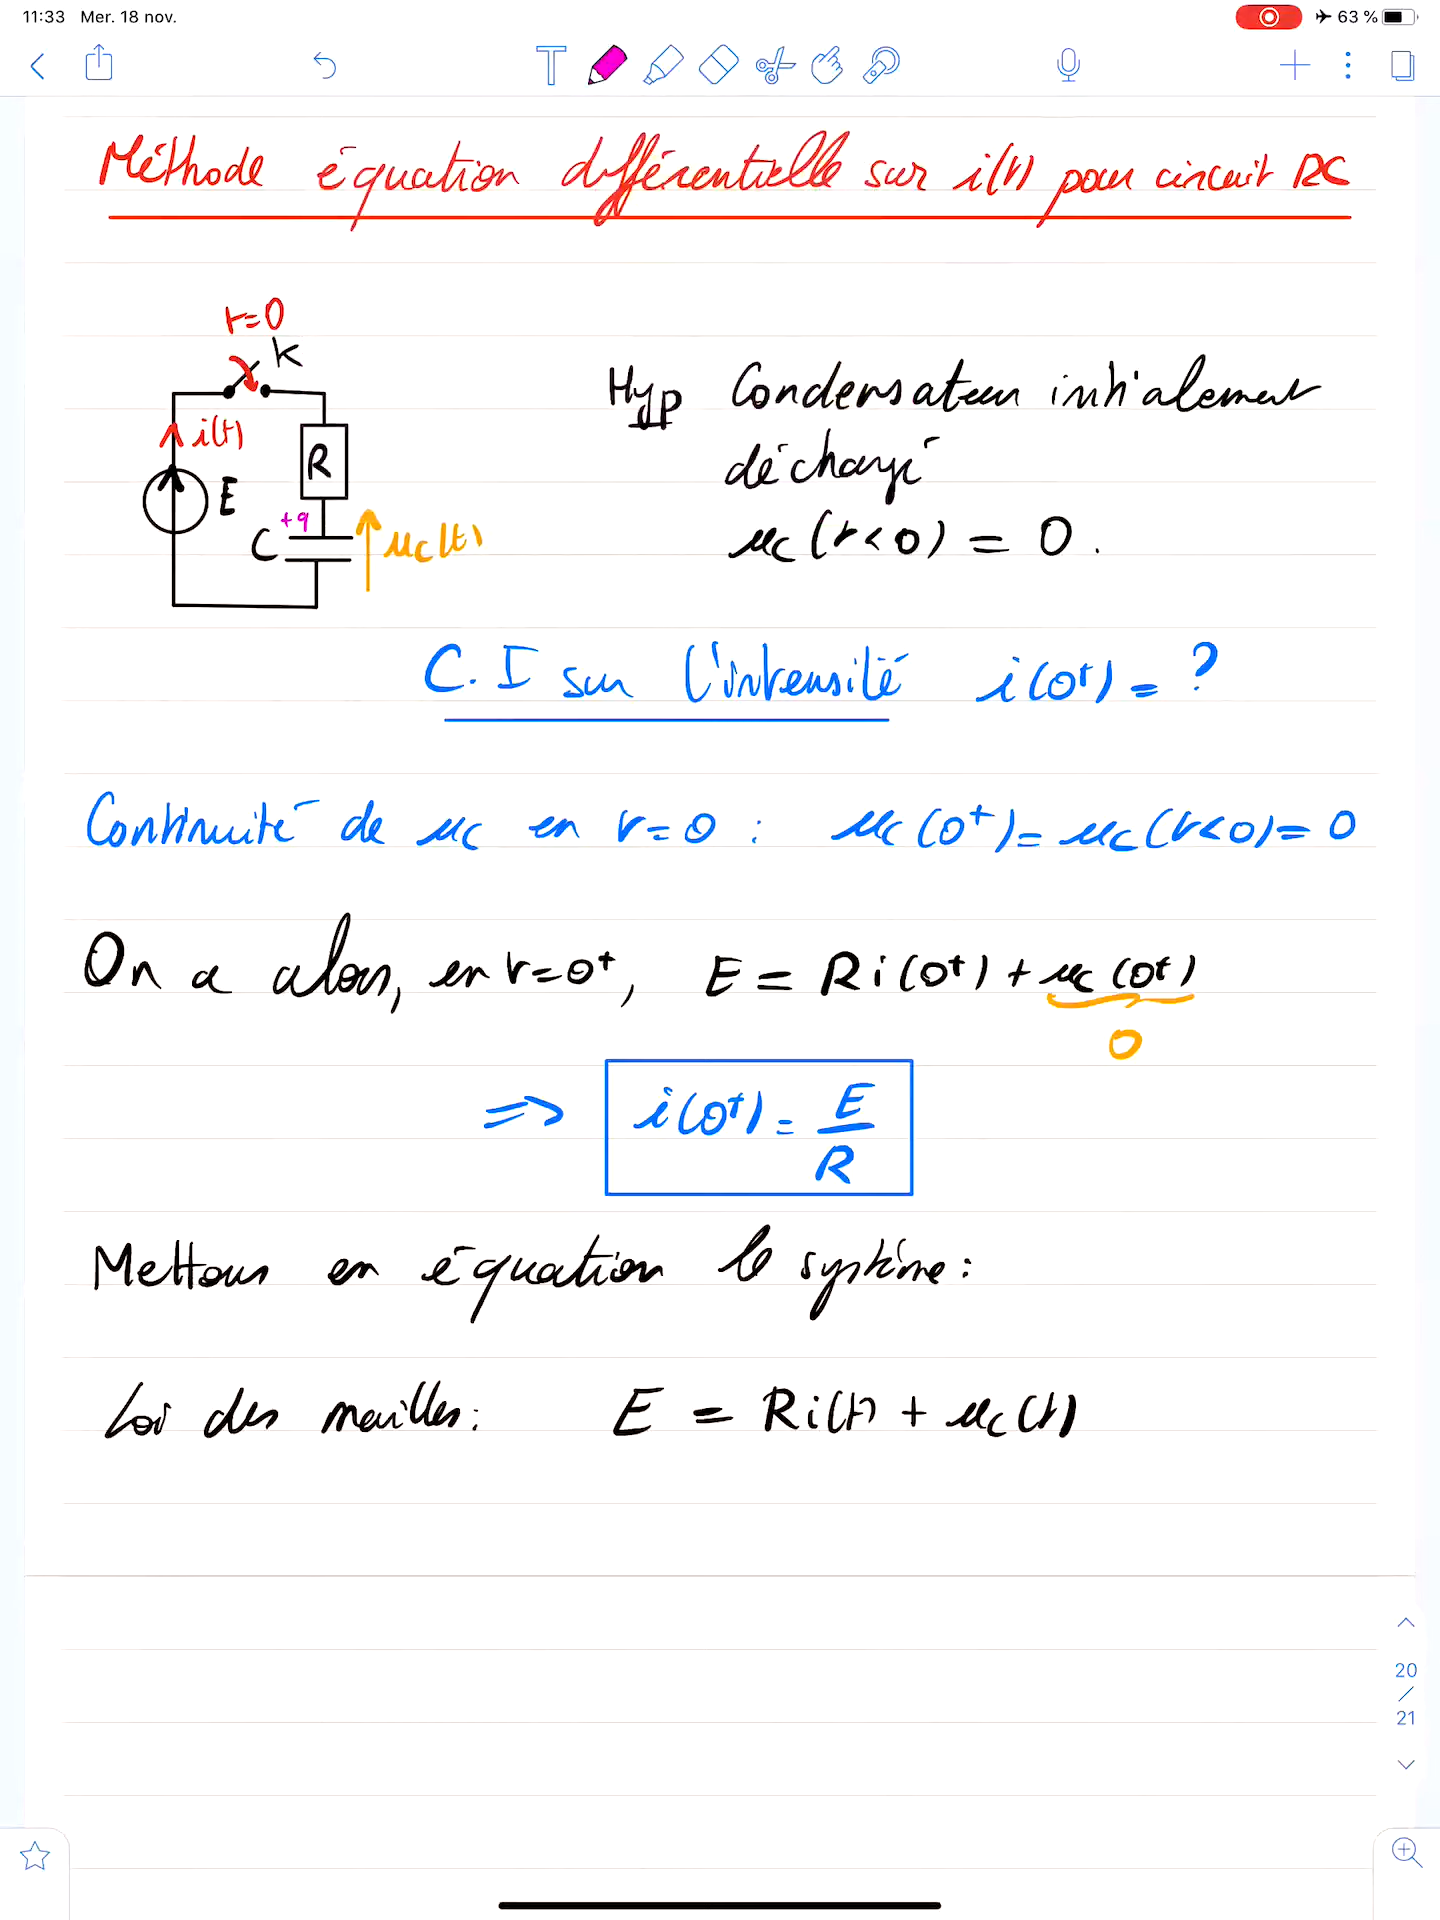 11:33 Mer. 18 nov.
63 %
Méthode équation différentielle sur i(t) pour circuit RC
t=0
K
i(t)
R
E
+q
C
uc(t)
Hyp Condensateur initialement
déchargé
uc(t<0) = 0.
C.I sur l'intensité i(0+) = ?
Continuité de uc en t=0 : uc(0+) = uc(t<0) = 0
On a alors, en t=0+, E = Ri(0+) + uc(0+)
0
=> i(0+) = E/R
Mettons en équation le système :
Loi des mailles : E = Ri(t) + uc(t)
20
/
21